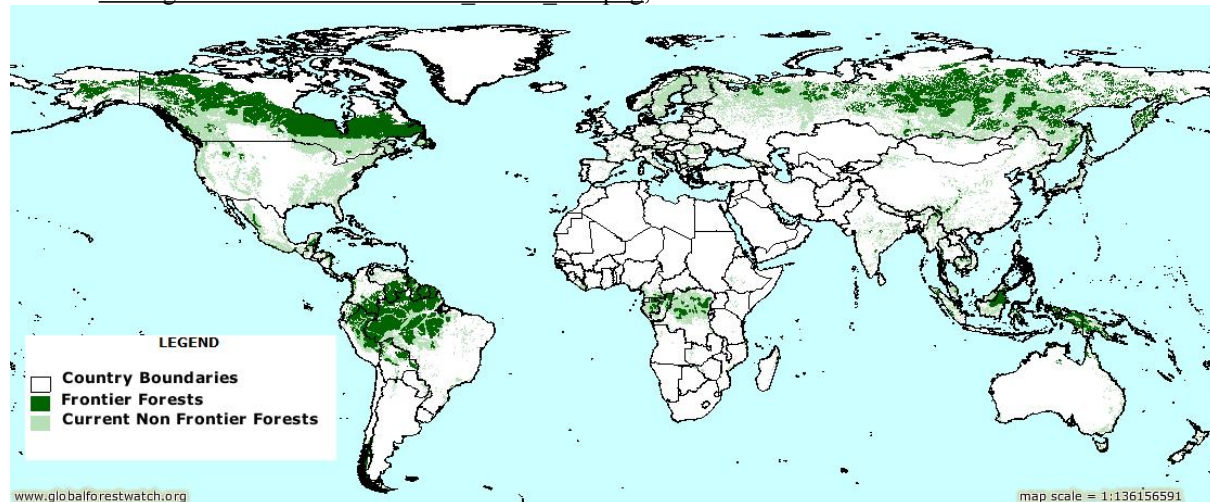 LEGEND
Country Boundaries
Frontier Forests
Current Non Frontier Forests
www.globalforestwatch.org
map scale = 1:136156591